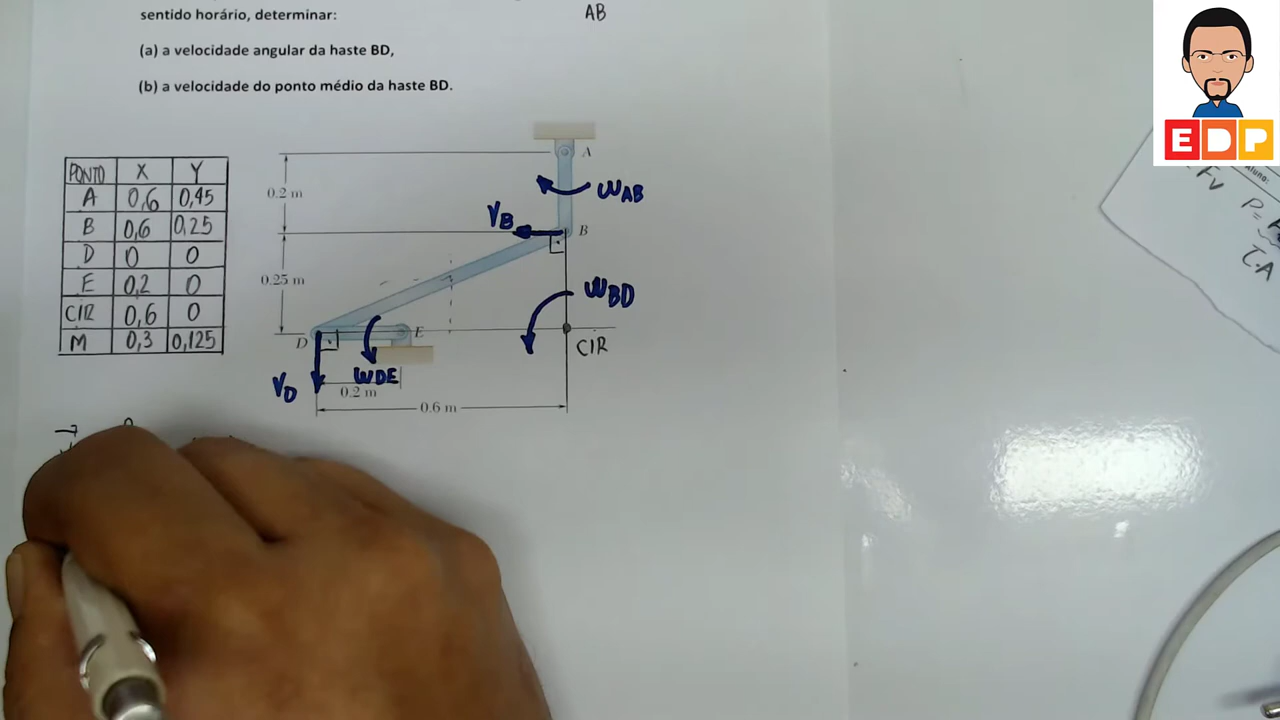 sentido horário, determinar:
AB
(a) a velocidade angular da haste BD,
(b) a velocidade do ponto médio da haste BD.
EDP
PONTO X Y
A 0,6 0,45
B 0,6 0,25
D 0 0
E 0,2 0
CIR 0,6 0
M 0,3 0,125
A
0.2 m
ωAB
VB
B
0.25 m
ωBD
D
E
CIR
VD
ωDE
0.2 m
0.6 m
Fv
P=